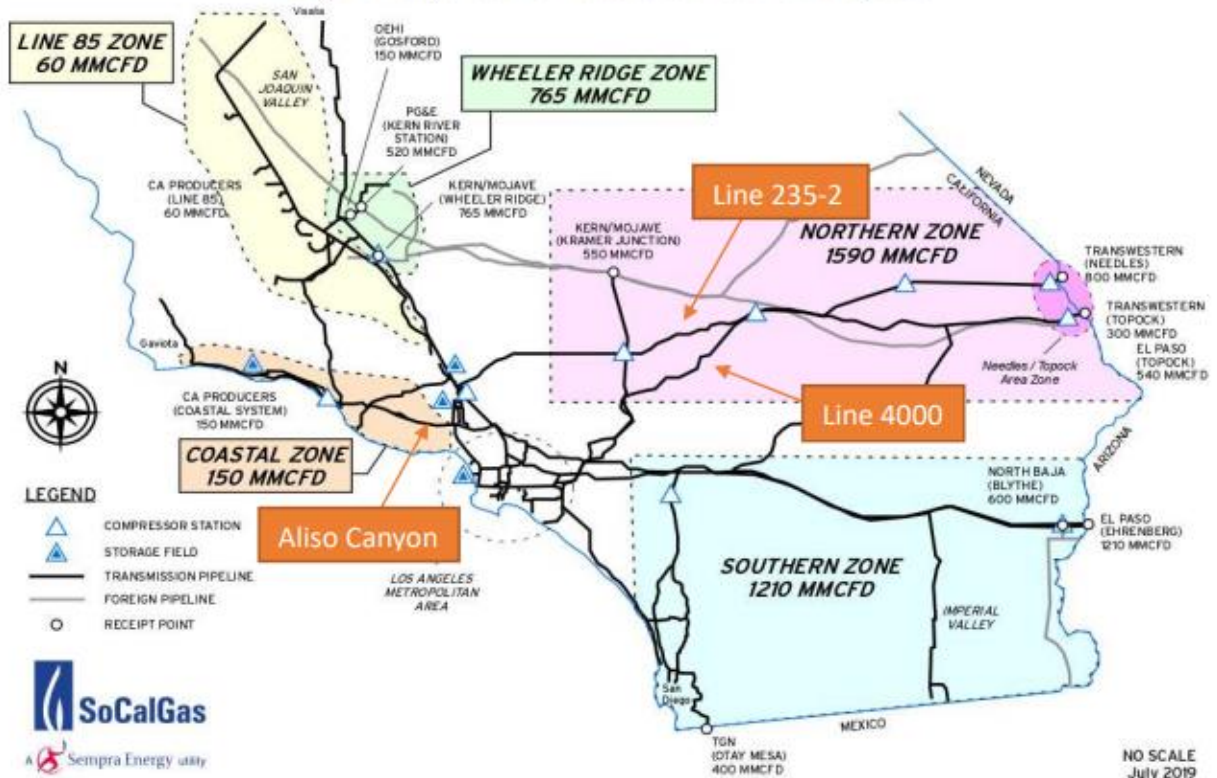 Visalia
LINE 85 ZONE
60 MMCFD
SAN
JOAQUIN
VALLEY
OEHI
(GOSFORD)
150 MMCFD
WHEELER RIDGE ZONE
765 MMCFD
PG&E
(KERN RIVER
STATION)
520 MMCFD
CA PRODUCERS
(LINE 85)
60 MMCFD
KERN/MOJAVE
(WHEELER RIDGE)
765 MMCFD
Line 235-2
NEVADA
CALIFORNIA
KERN/MOJAVE
(KRAMER JUNCTION)
550 MMCFD
NORTHERN ZONE
1590 MMCFD
TRANSWESTERN
(NEEDLES)
800 MMCFD
TRANSWESTERN
(TOPOCK)
300 MMCFD
EL PASO
(TOPOCK)
540 MMCFD
Needles / Topock
Area Zone
Gaviota
N
CA PRODUCERS
(COASTAL SYSTEM)
150 MMCFD
Line 4000
COASTAL ZONE
150 MMCFD
ARIZONA
LEGEND
COMPRESSOR STATION
STORAGE FIELD
TRANSMISSION PIPELINE
FOREIGN PIPELINE
RECEIPT POINT
Aliso Canyon
LOS ANGELES
METROPOLITAN
AREA
NORTH BAJA
(BLYTHE)
600 MMCFD
EL PASO
(EHRENBERG)
1210 MMCFD
SOUTHERN ZONE
1210 MMCFD
IMPERIAL
VALLEY
San
Diego
MEXICO
TGN
(OTAY MESA)
400 MMCFD
SoCalGas
A Sempra Energy utility
NO SCALE
July 2019